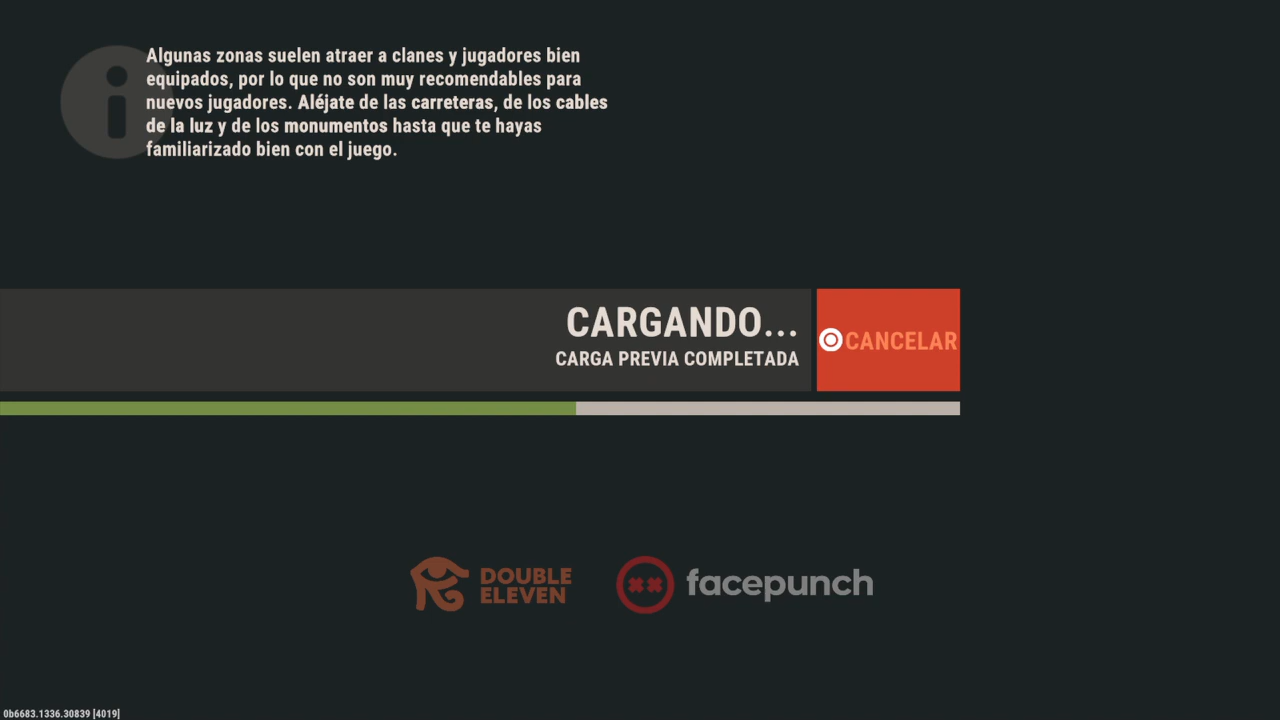 Algunas zonas suelen atraer a clanes y jugadores bien
equipados, por lo que no son muy recomendables para
nuevos jugadores. Aléjate de las carreteras, de los cables
de la luz y de los monumentos hasta que te hayas
familiarizado bien con el juego.
CARGANDO...
CARGA PREVIA COMPLETADA
CANCELAR
DOUBLE
ELEVEN
facepunch
0b6683.1336.30839 [4019]